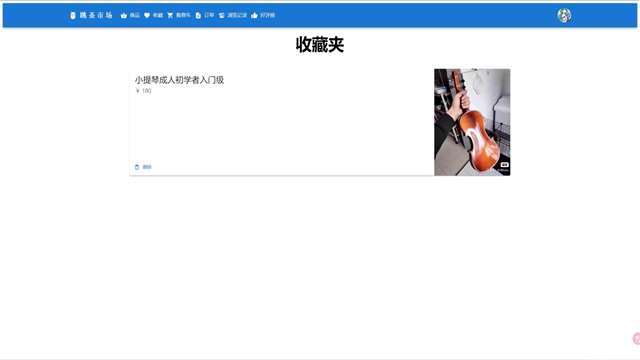 跳蚤市场 商品 收藏 购物车 订单 浏览记录 好评榜
收藏夹
小提琴成人初学者入门级
¥ 180
删除